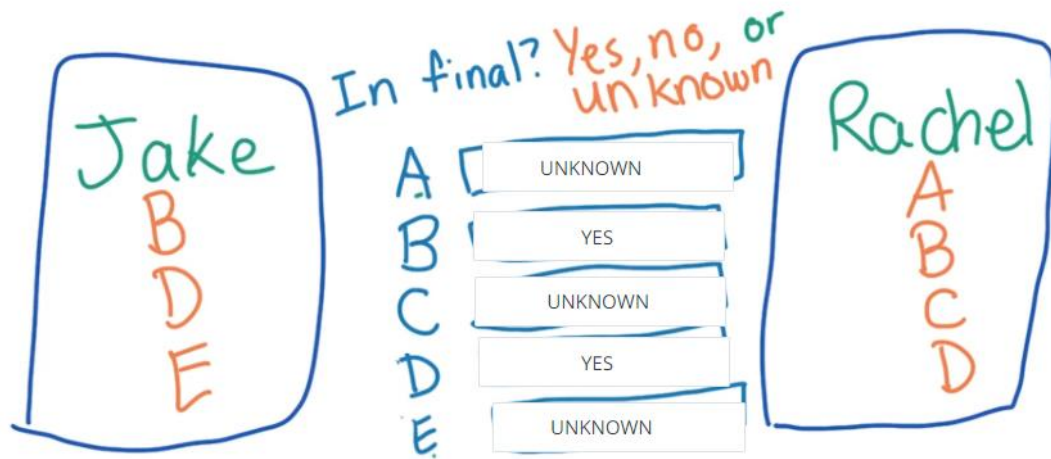 In final? Yes, no, or
unknown
Jake
B
D
E
A UNKNOWN
B YES
C UNKNOWN
D YES
E UNKNOWN
Rachel
A
B
C
D